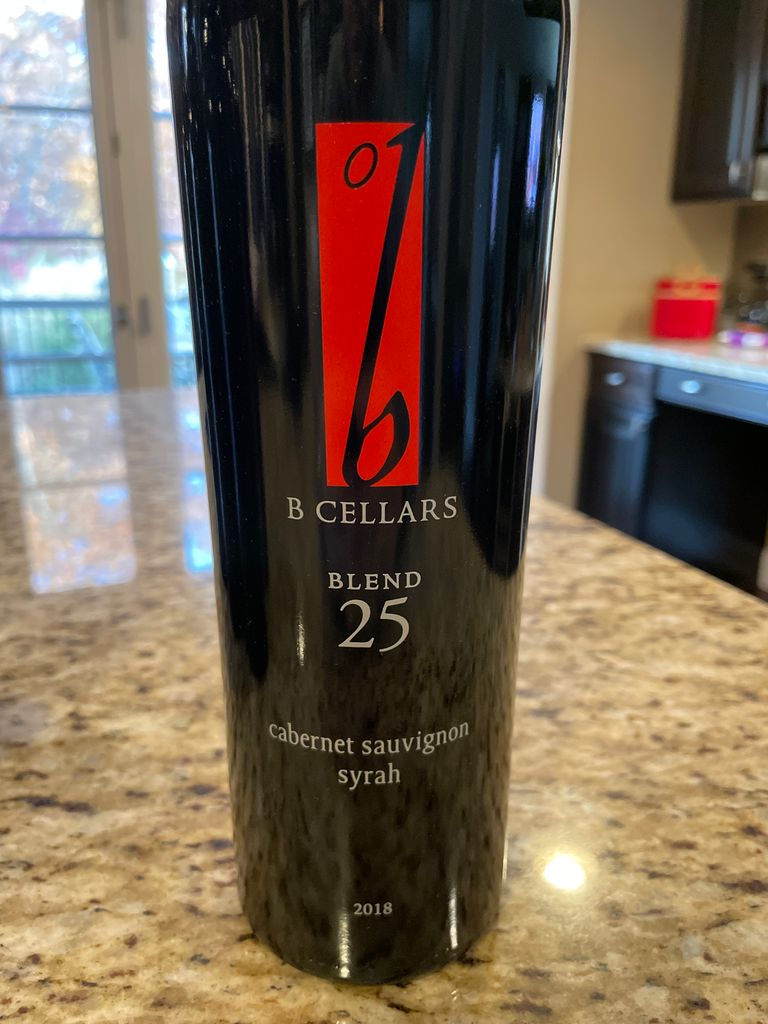 °b
B CELLARS
BLEND
25
cabernet sauvignon
syrah
2018